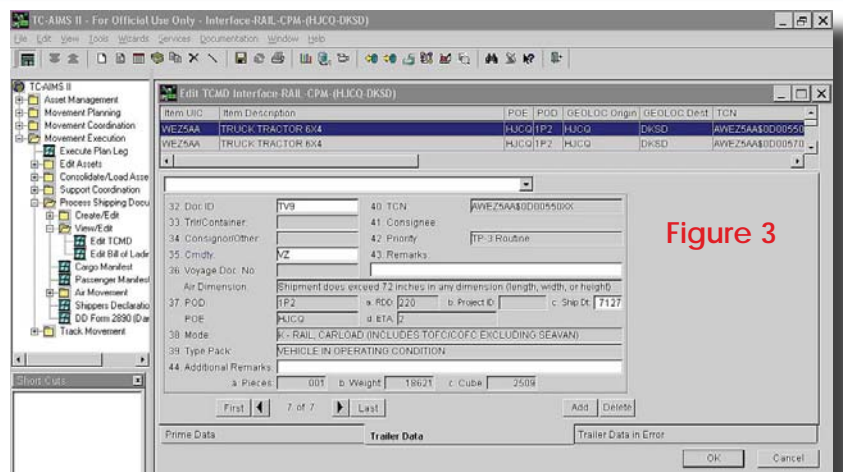 TC-AIMS II - For Official Use Only - Interface-RAIL-CPM-(HJCQ-DKSD)
File Edit View Tools Wizards Services Documentation Window Help
TC-AIMS II
Asset Management
Movement Planning
Movement Coordination
Movement Execution
Execute Plan Leg
Edit Assets
Consolidate/Load Asse
Support Coordination
Process Shipping Docu
Create/Edit
View/Edit
Edit TCMD
Edit Bill of Ladin
Cargo Manifest
Passenger Manifest
Air Movement
Shippers Declaratio
DD Form 2890 (Dan
Track Movement
Short Cuts
Edit TCMD Interface-RAIL-CPM-(HJCQ-DKSD)
Item UIC Item Description POE POD GEOLOC Origin GEOLOC Dest TCN
WEZ5AA TRUCK TRACTOR 6X4 HJCQ 1P2 HJCQ DKSD AWEZ5AA$0D00550
WEZ5AA TRUCK TRACTOR 6X4 HJCQ 1P2 HJCQ DKSD AWEZ5AA$0D00570
32. Doc ID: TV9 40. TCN AWEZ5AA$0D00550XX
33. Trlr/Container: 41. Consignee
34. Consignor/Other 42. Priority TP-3 Routine
35. Cmdty: VZ 43. Remarks:
36. Voyage Doc. No
Air Dimension: Shipment does exceed 72 inches in any dimension (length, width, or height)
37. POD: 1P2 a. RDD: 220 b. Project ID: c. Ship Dt: 7127
POE HJCQ d. ETA: 2
38. Mode: K - RAIL, CARLOAD (INCLUDES TOFC/COFC EXCLUDING SEAVAN)
39. Type Pack: VEHICLE IN OPERATING CONDITION
44. Additional Remarks:
a. Pieces: 001 b. Weight: 18621 c. Cube: 2509
First 7 of 7 Last Add Delete
Prime Data Trailer Data Trailer Data in Error
OK Cancel
Figure 3